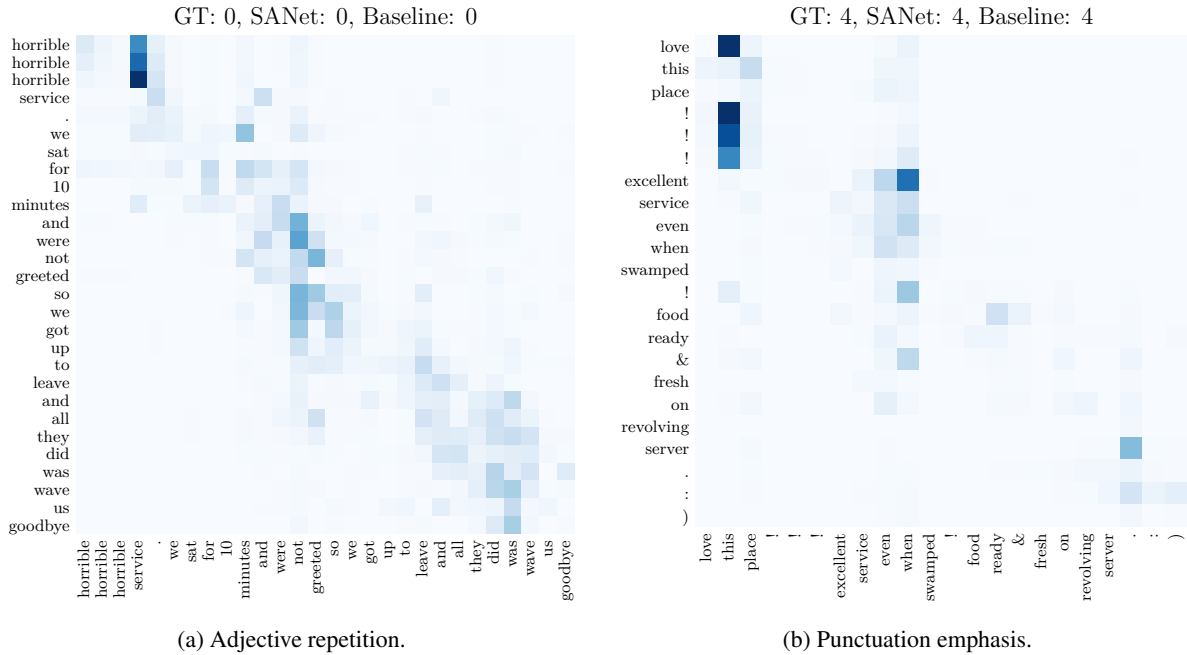 GT: 0, SANet: 0, Baseline: 0
horrible
horrible
horrible
service
.
we
sat
for
10
minutes
and
were
not
greeted
so
we
got
up
to
leave
and
all
they
did
was
wave
us
goodbye
horrible horrible horrible service . we sat for 10 minutes and were not greeted so we got up to leave and all they did was wave us goodbye
(a) Adjective repetition.
GT: 4, SANet: 4, Baseline: 4
love
this
place
!
!
!
excellent
service
even
when
swamped
!
food
ready
&
fresh
on
revolving
server
.
:
)
love this place ! ! ! excellent service even when swamped ! food ready & fresh on revolving server . : )
(b) Punctuation emphasis.